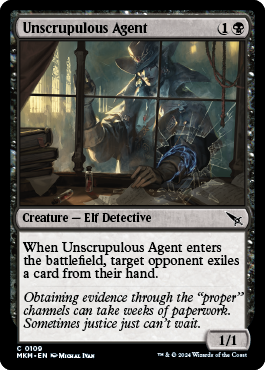 Unscrupulous Agent 1
Creature — Elf Detective
When Unscrupulous Agent enters
the battlefield, target opponent exiles
a card from their hand.
Obtaining evidence through the “proper”
channels can take weeks of paperwork.
Sometimes justice just can’t wait.
1/1
C 0109
MKM • EN Michal Ivan
™ & © 2024 Wizards of the Coast